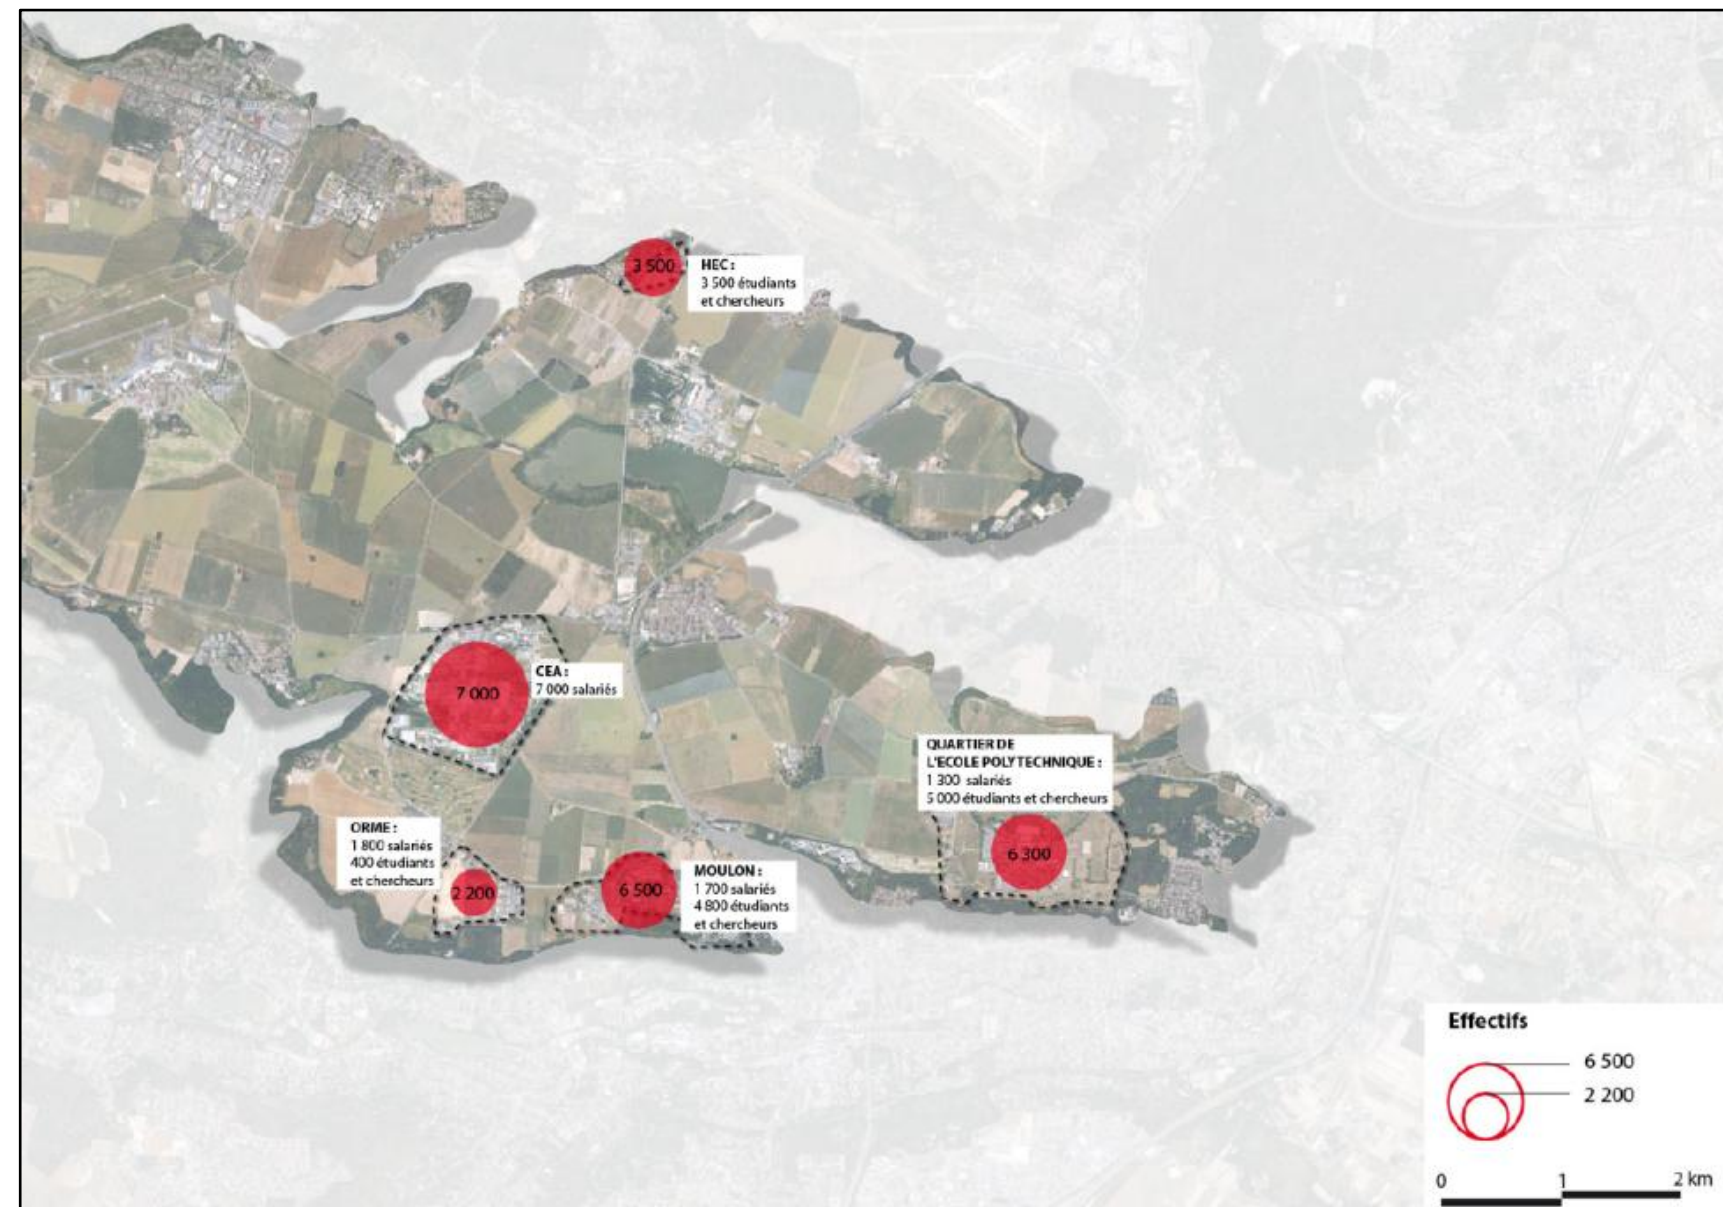 3 500
HEC :
3 500 étudiants
et chercheurs
7 000
CEA :
7 000 salariés
QUARTIER DE
L'ECOLE POLYTECHNIQUE :
1 300 salariés
5 000 étudiants et chercheurs
6 300
ORME :
1 800 salariés
400 étudiants
et chercheurs
2 200
6 500
MOULON :
1 700 salariés
4 800 étudiants
et chercheurs
Effectifs
6 500
2 200
0 1 2 km